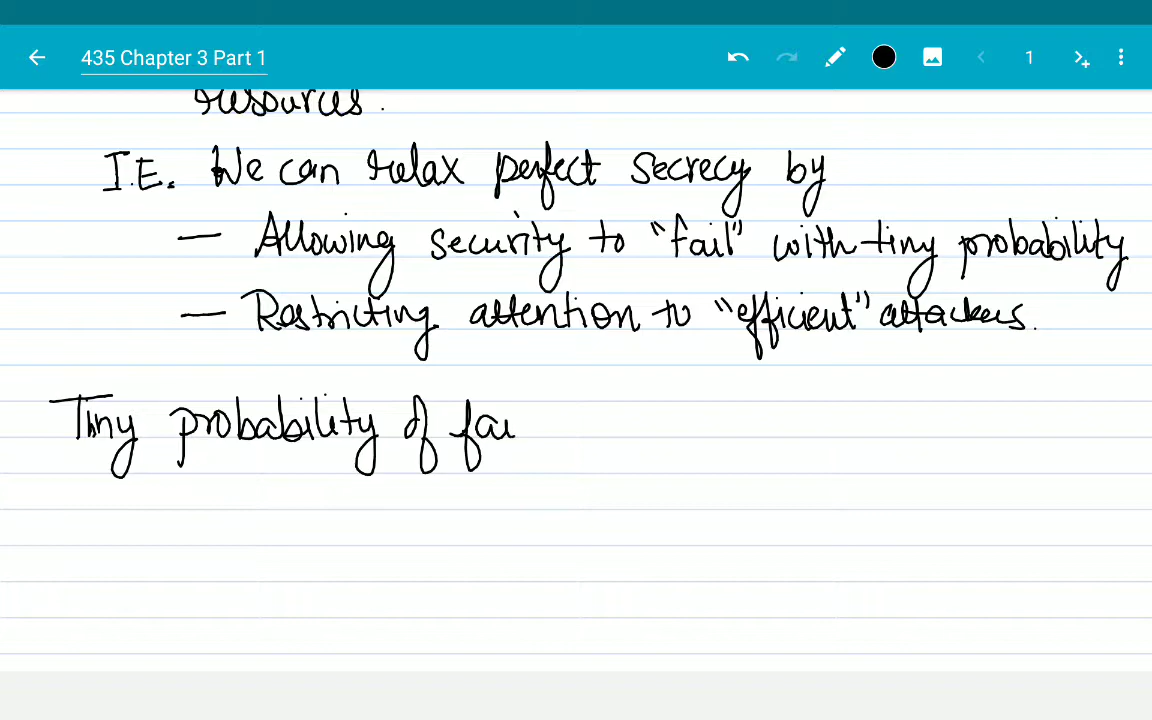 435 Chapter 3 Part 1
1
resources.
I.E. We can relax perfect secrecy by
— Allowing security to "fail" with tiny probability
— Restricting attention to "efficient" attackers.
Tiny probability of fai